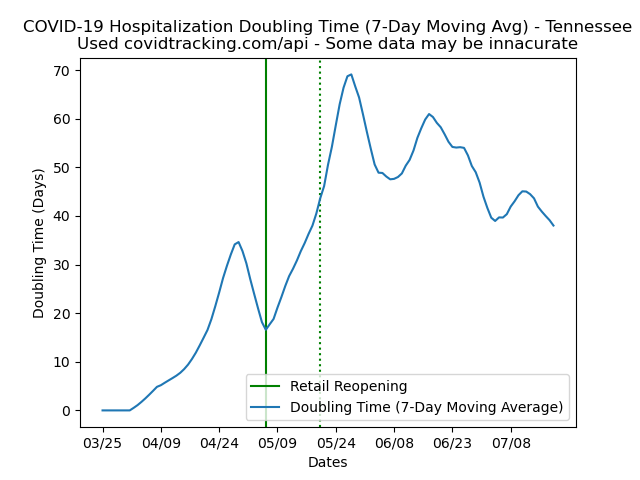 COVID-19 Hospitalization Doubling Time (7-Day Moving Avg) - Tennessee
Used covidtracking.com/api - Some data may be innacurate
70
60
50
40
30
20
10
0
Doubling Time (Days)
Retail Reopening
Doubling Time (7-Day Moving Average)
03/25 04/09 04/24 05/09 05/24 06/08 06/23 07/08
Dates